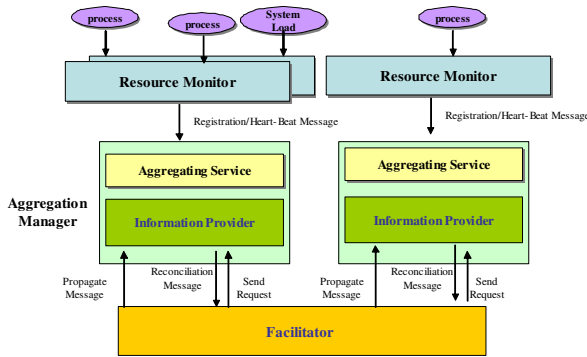 process
process
System
Load
process
Resource Monitor
Resource Monitor
Registration/Heart-Beat Message
Registration/Heart-Beat Message
Aggregating Service
Aggregating Service
Aggregation
Manager
Information Provider
Information Provider
Propagate
Message
Reconciliation
Message
Send
Request
Propagate
Message
Reconciliation
Message
Send
Request
Facilitator